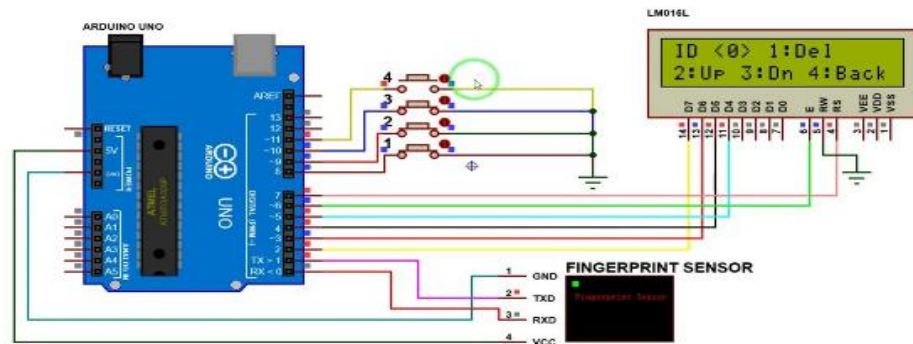 ARDUINO UNO
LM016L
ID <0> 1:Del
2:Up 3:Dn 4:Back
D7
D6
D5
D4
D3
D2
D1
D0
E
RW
RS
VEE
VDD
VSS
14
13
12
11
10
9
8
7
6
5
4
3
2
1
4
3
2
1
RESET
5V
GND
POWER
AREF
13
12
~11
~10
~9
8
7
~6
~5
4
~3
2
TX > 1
RX < 0
A0
A1
A2
A3
A4
A5
ATMEL
ARDUINO
UNO
1 GND
2 TXD
3 RXD
4 VCC
FINGERPRINT SENSOR
Fingerprint Sensor